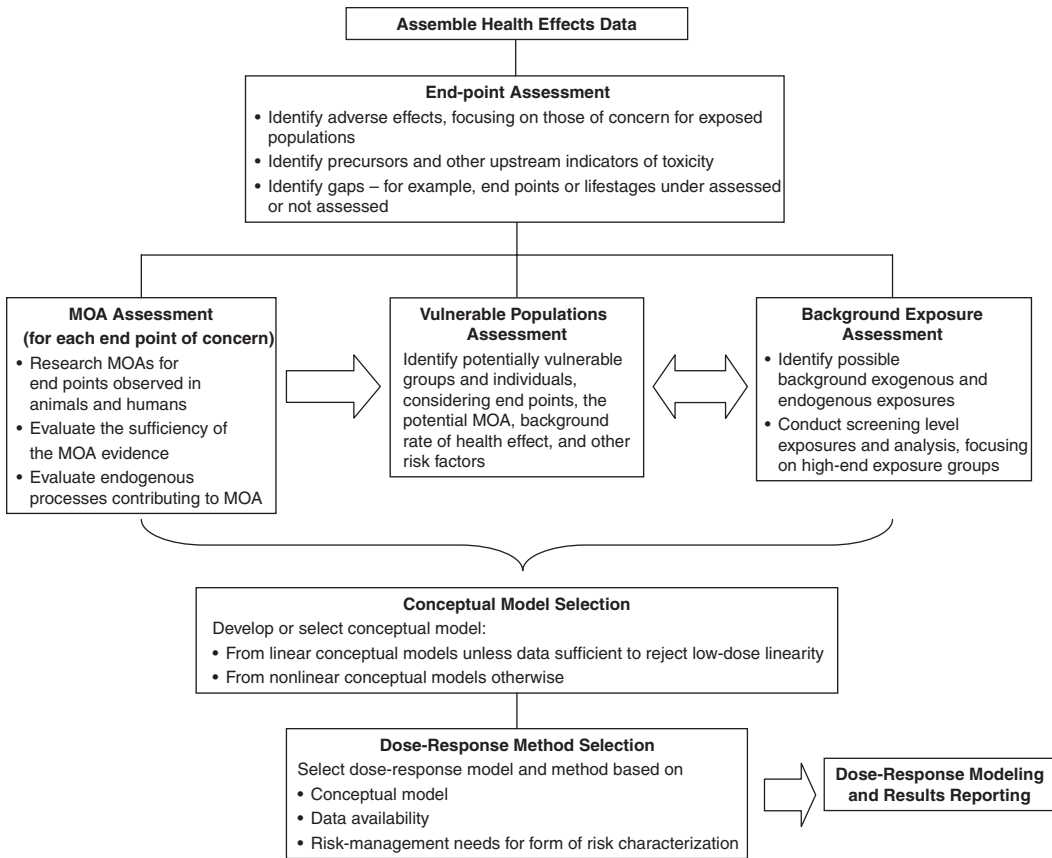 Assemble Health Effects Data
End-point Assessment
• Identify adverse effects, focusing on those of concern for exposed
populations
• Identify precursors and other upstream indicators of toxicity
• Identify gaps – for example, end points or lifestages under assessed
or not assessed
MOA Assessment
(for each end point of concern)
• Research MOAs for
end points observed in
animals and humans
• Evaluate the sufficiency of
the MOA evidence
• Evaluate endogenous
processes contributing to MOA
Vulnerable Populations
Assessment
Identify potentially vulnerable
groups and individuals,
considering end points, the
potential MOA, background
rate of health effect, and other
risk factors
Background Exposure
Assessment
• Identify possible
background exogenous and
endogenous exposures
• Conduct screening level
exposures and analysis, focusing
on high-end exposure groups
Conceptual Model Selection
Develop or select conceptual model:
• From linear conceptual models unless data sufficient to reject low-dose linearity
• From nonlinear conceptual models otherwise
Dose-Response Method Selection
Select dose-response model and method based on
• Conceptual model
• Data availability
• Risk-management needs for form of risk characterization
Dose-Response Modeling
and Results Reporting